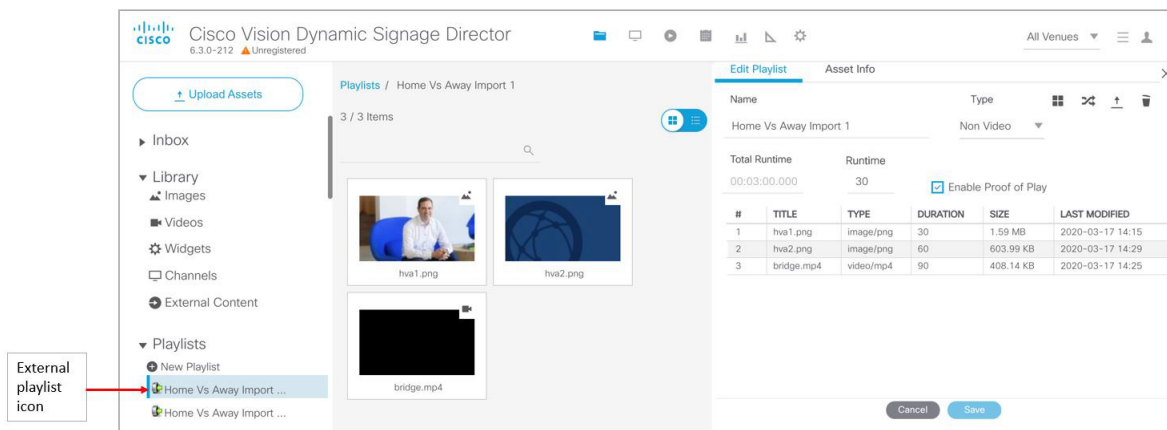 CISCO
Cisco Vision Dynamic Signage Director
6.3.0-212 Unregistered
All Venues
Upload Assets
Inbox
Library
Images
Videos
Widgets
Channels
External Content
Playlists
New Playlist
Home Vs Away Import ...
Home Vs Away Import ...
External
playlist
icon
Playlists / Home Vs Away Import 1
3 / 3 Items
hva1.png
hva2.png
bridge.mp4
Edit Playlist Asset Info
Name Type
Home Vs Away Import 1 Non Video
Total Runtime Runtime
00:03:00.000 30 Enable Proof of Play
# TITLE TYPE DURATION SIZE LAST MODIFIED
1 hva1.png image/png 30 1.59 MB 2020-03-17 14:15
2 hva2.png image/png 60 603.99 KB 2020-03-17 14:29
3 bridge.mp4 video/mp4 90 408.14 KB 2020-03-17 14:25
Cancel Save